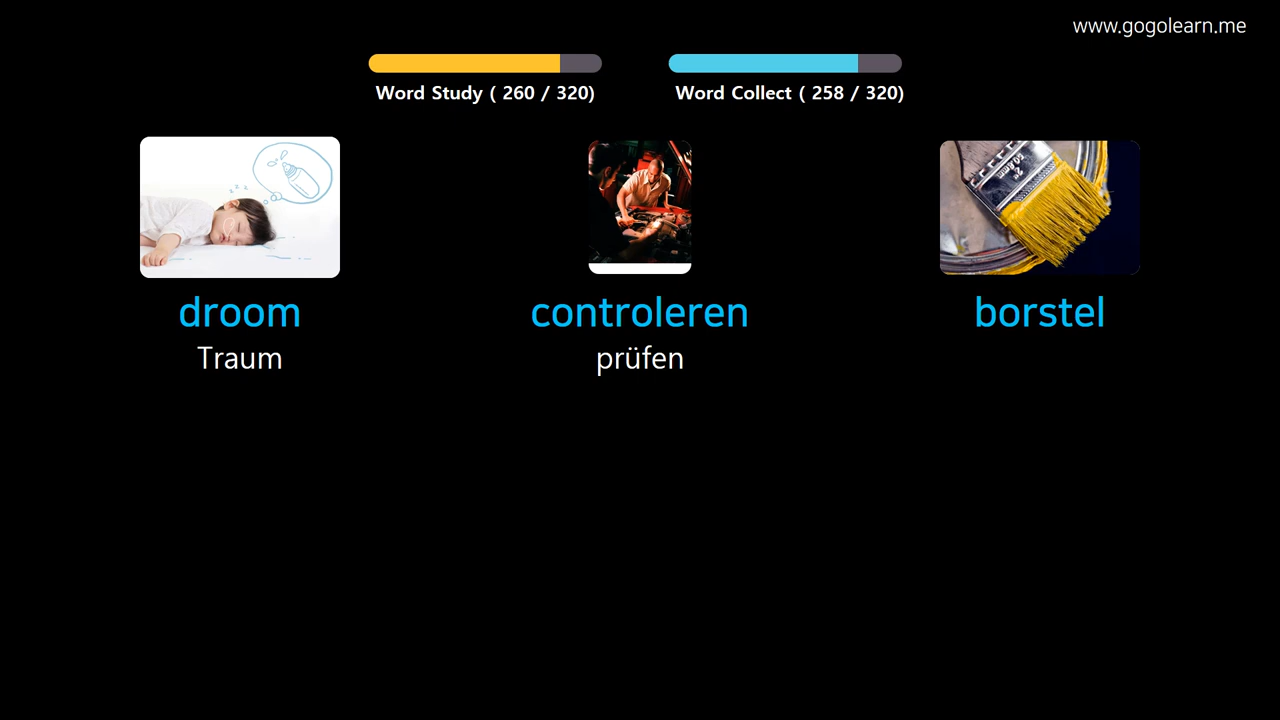 www.gogolearn.me
Word Study ( 260 / 320)
Word Collect ( 258 / 320)
droom
controleren
borstel
Traum
prüfen